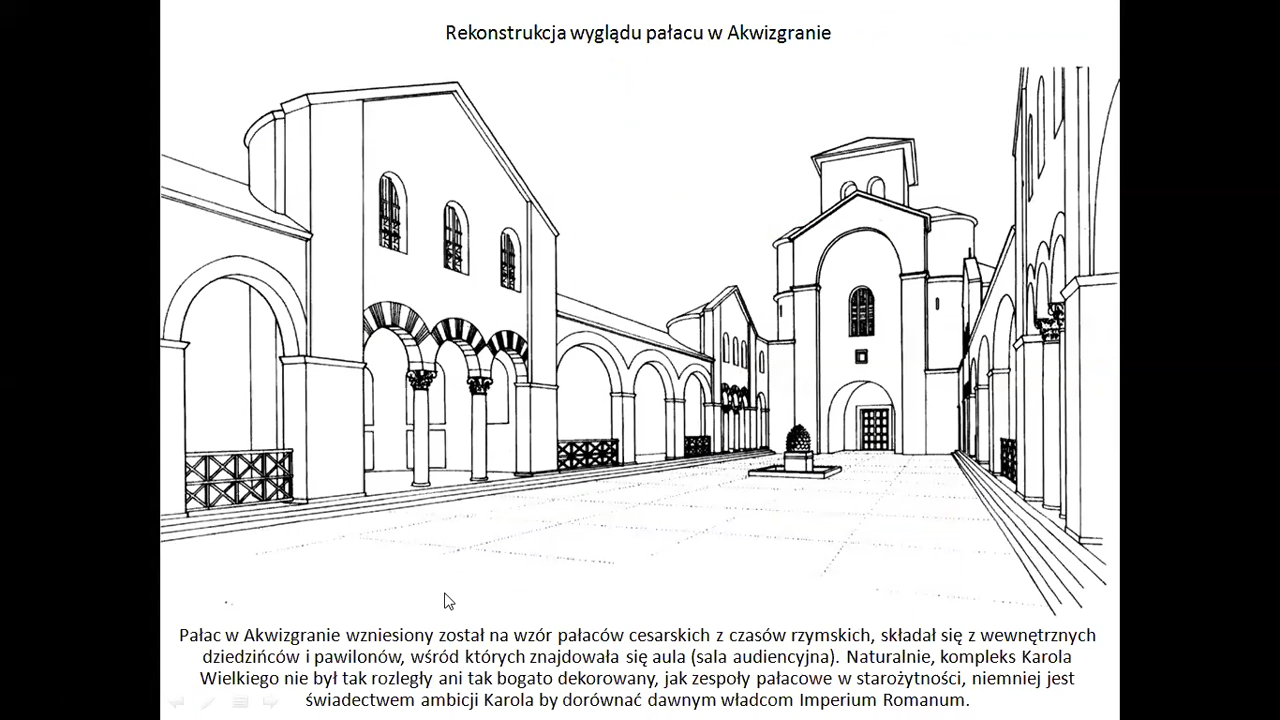 Rekonstrukcja wyglądu pałacu w Akwizgranie
Pałac w Akwizgranie wzniesiony został na wzór pałaców cesarskich z czasów rzymskich, składał się z wewnętrznych
dziedzińców i pawilonów, wśród których znajdowała się aula (sala audiencyjna). Naturalnie, kompleks Karola
Wielkiego nie był tak rozległy ani tak bogato dekorowany, jak zespoły pałacowe w starożytności, niemniej jest
świadectwem ambicji Karola by dorównać dawnym władcom Imperium Romanum.